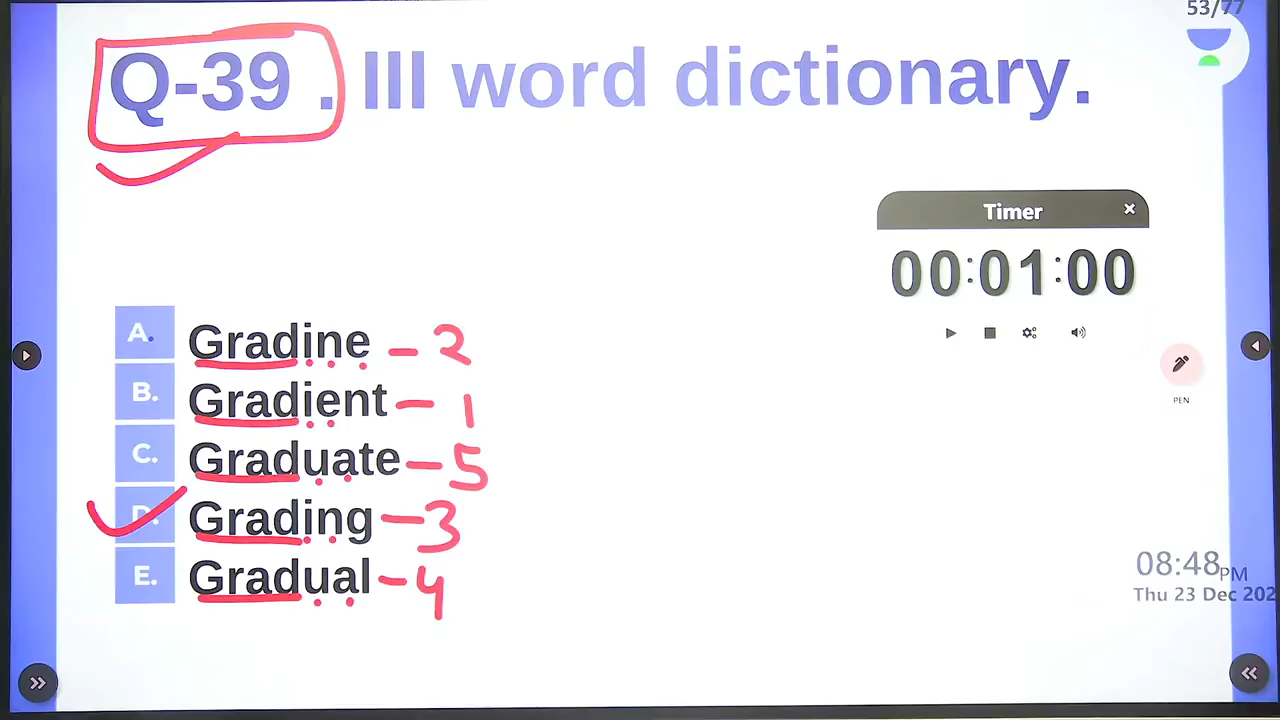 53/77
Q-39 . III word dictionary.
Timer
00:01:00
A. Gradine - 2
B. Gradient - 1
C. Graduate - 5
D. Grading - 3
E. Gradual - 4
PEN
08:48PM
Thu 23 Dec 202